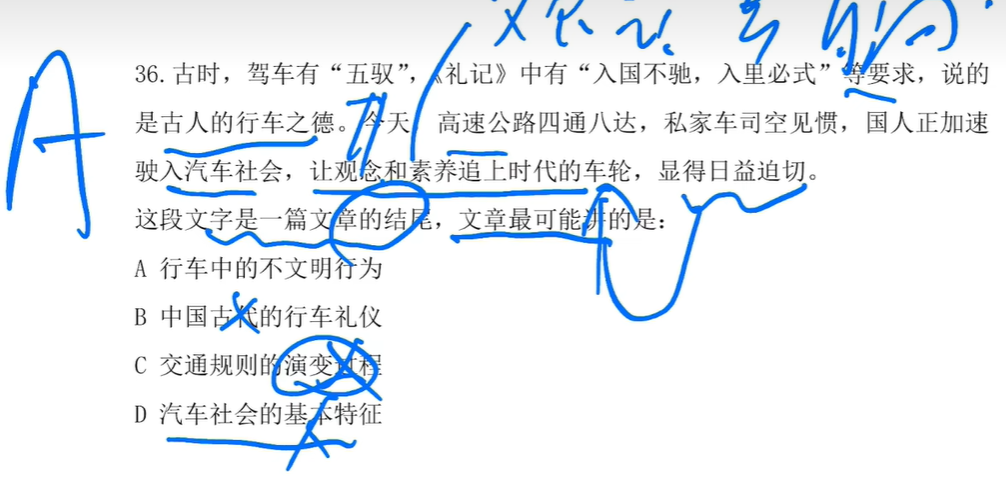 36.古时，驾车有“五驭”，《礼记》中有“入国不驰，入里必式”等要求，说的
是古人的行车之德。今天，高速公路四通八达，私家车司空见惯，国人正加速
驶入汽车社会，让观念和素养追上时代的车轮，显得日益迫切。
这段文字是一篇文章的结尾，文章最可能讲的是：
A 行车中的不文明行为
B 中国古代的行车礼仪
C 交通规则的演变过程
D 汽车社会的基本特征
A